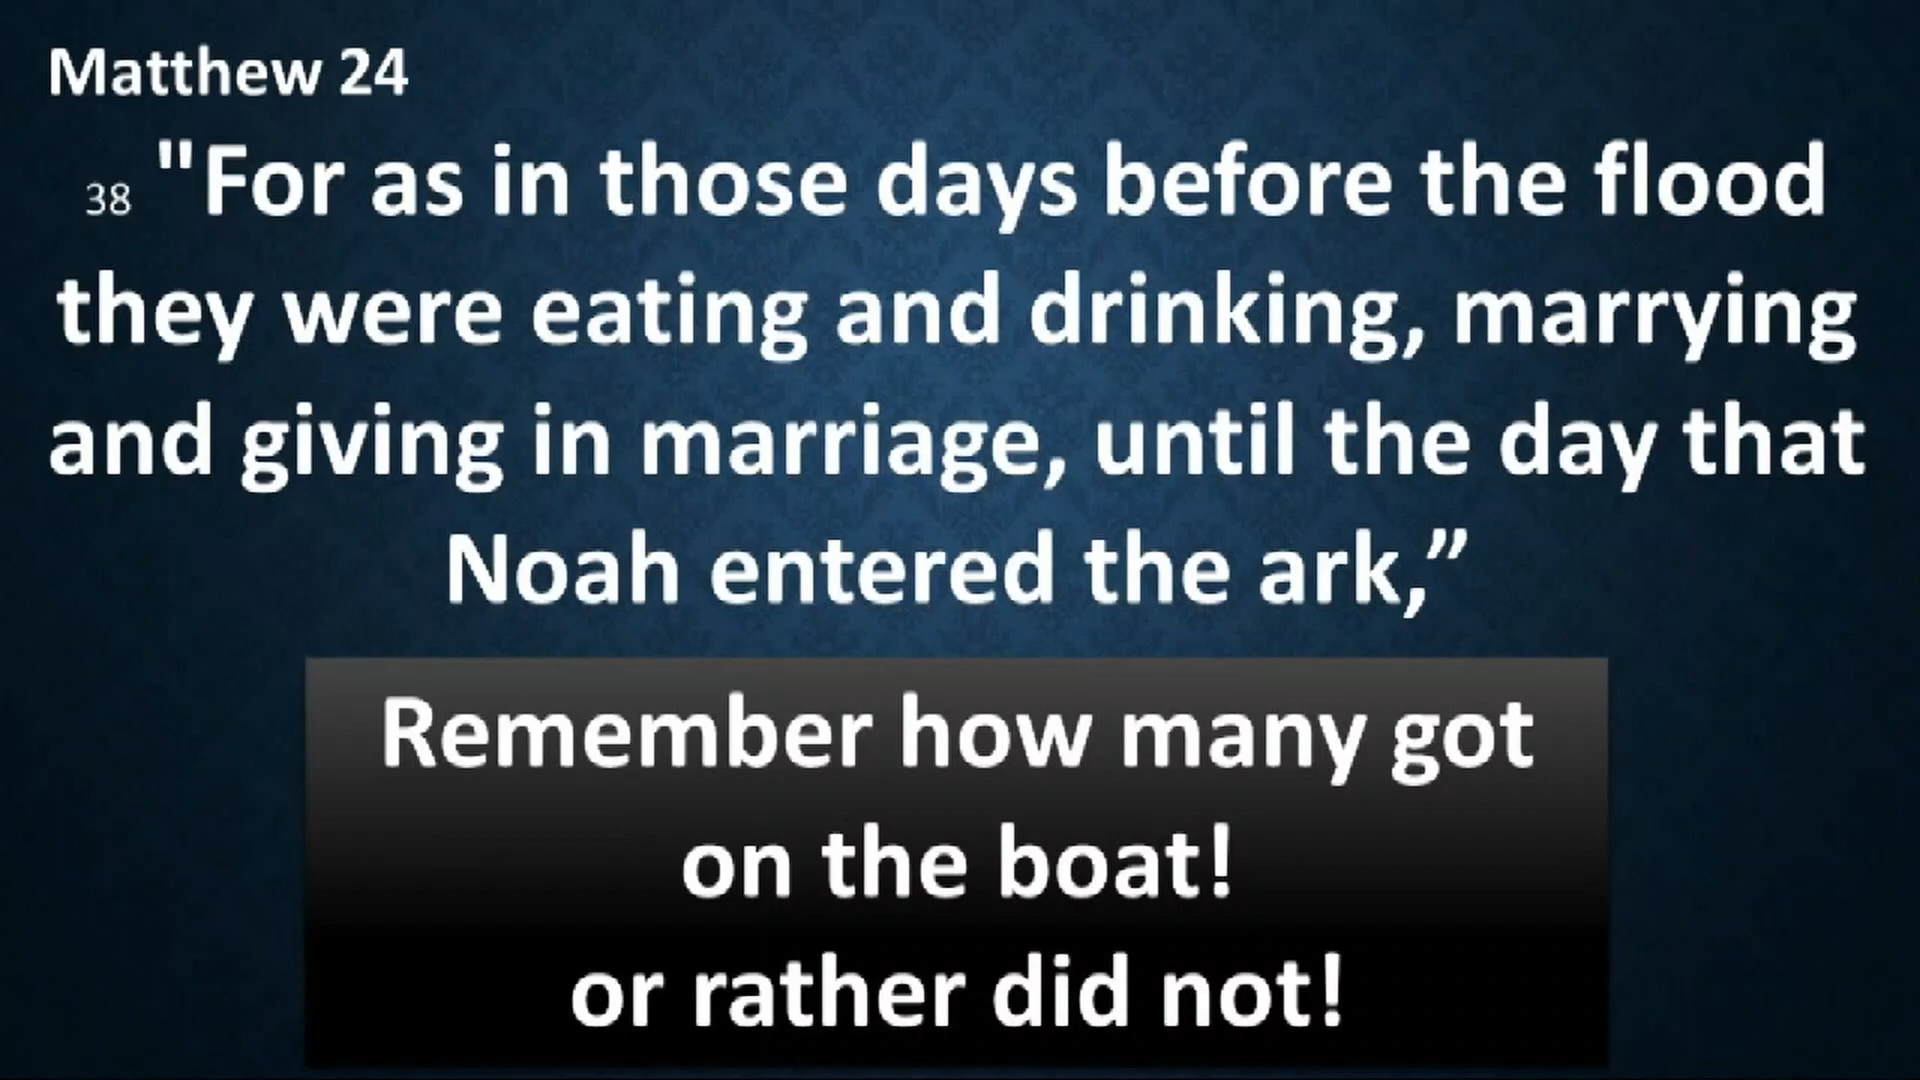 Matthew 24
38 "For as in those days before the flood
they were eating and drinking, marrying
and giving in marriage, until the day that
Noah entered the ark,”
Remember how many got
on the boat!
or rather did not!